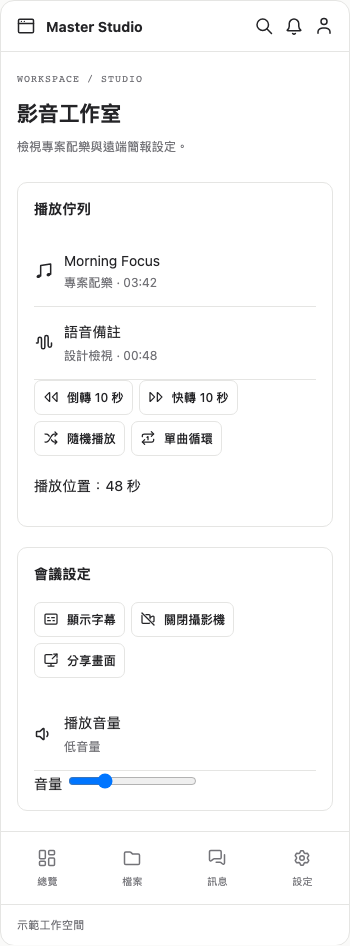 Master Studio
WORKSPACE / STUDIO
影音工作室
檢視專案配樂與遠端簡報設定。
播放佇列
Morning Focus
專案配樂 · 03:42
語音備註
設計檢視 · 00:48
倒轉 10 秒
快轉 10 秒
隨機播放
單曲循環
播放位置：48 秒
會議設定
顯示字幕
關閉攝影機
分享畫面
播放音量
低音量
音量
總覽
檔案
訊息
設定
示範工作空間